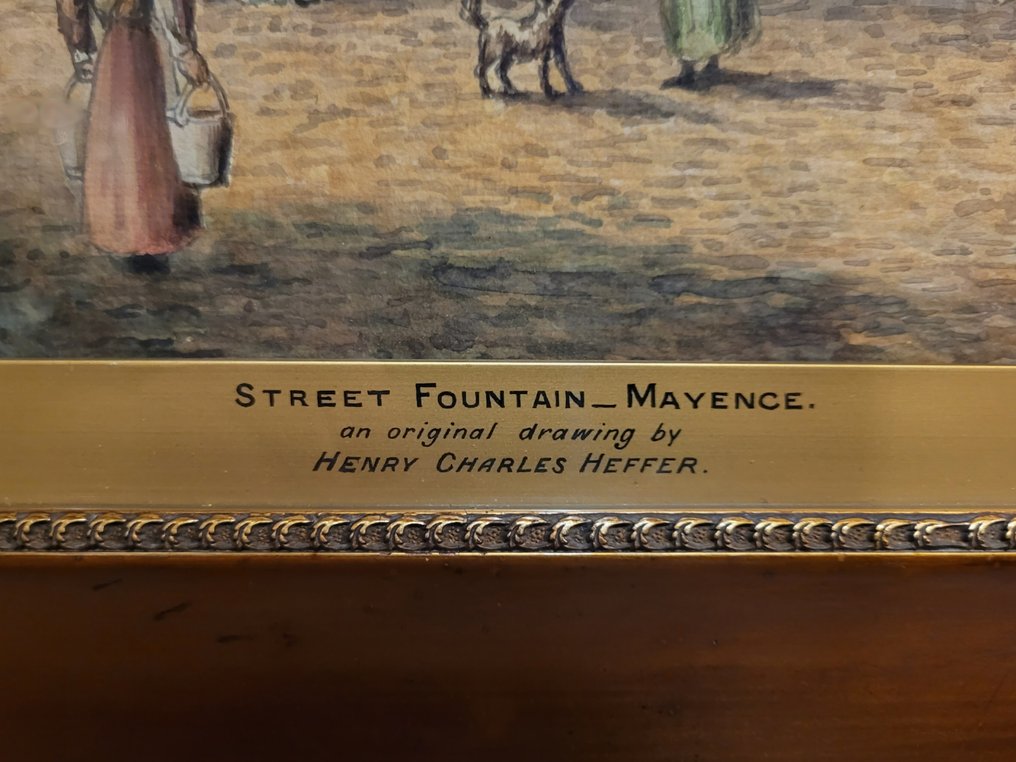 STREET FOUNTAIN_MAYENCE.
an original drawing by
HENRY CHARLES HEFFER.